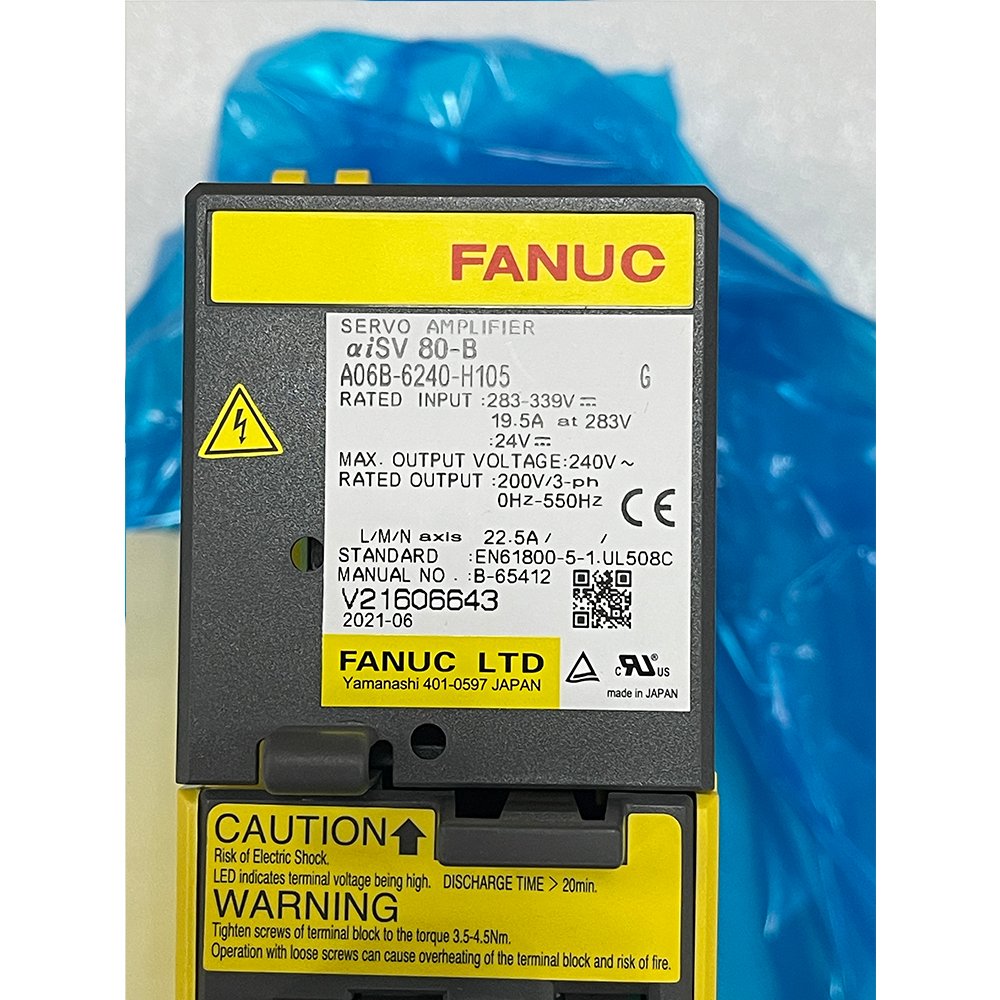 FANUC
SERVO AMPLIFIER
αiSV 80-B
A06B-6240-H105 G
RATED INPUT :283-339V⎓
19.5A at 283V
:24V⎓
MAX. OUTPUT VOLTAGE:240V～
RATED OUTPUT :200V/3-ph
0Hz-550Hz
CE
L/M/N axis 22.5A / /
STANDARD :EN61800-5-1.UL508C
MANUAL NO. :B-65412
V21606643
2021-06
FANUC LTD
Yamanashi 401-0597 JAPAN
c RU® US
made in JAPAN
CAUTION
Risk of Electric Shock.
LED indicates terminal voltage being high. DISCHARGE TIME > 20min.
WARNING
Tighten screws of terminal block to the torque 3.5-4.5Nm.
Operation with loose screws can cause overheating of the terminal block and risk of fire.